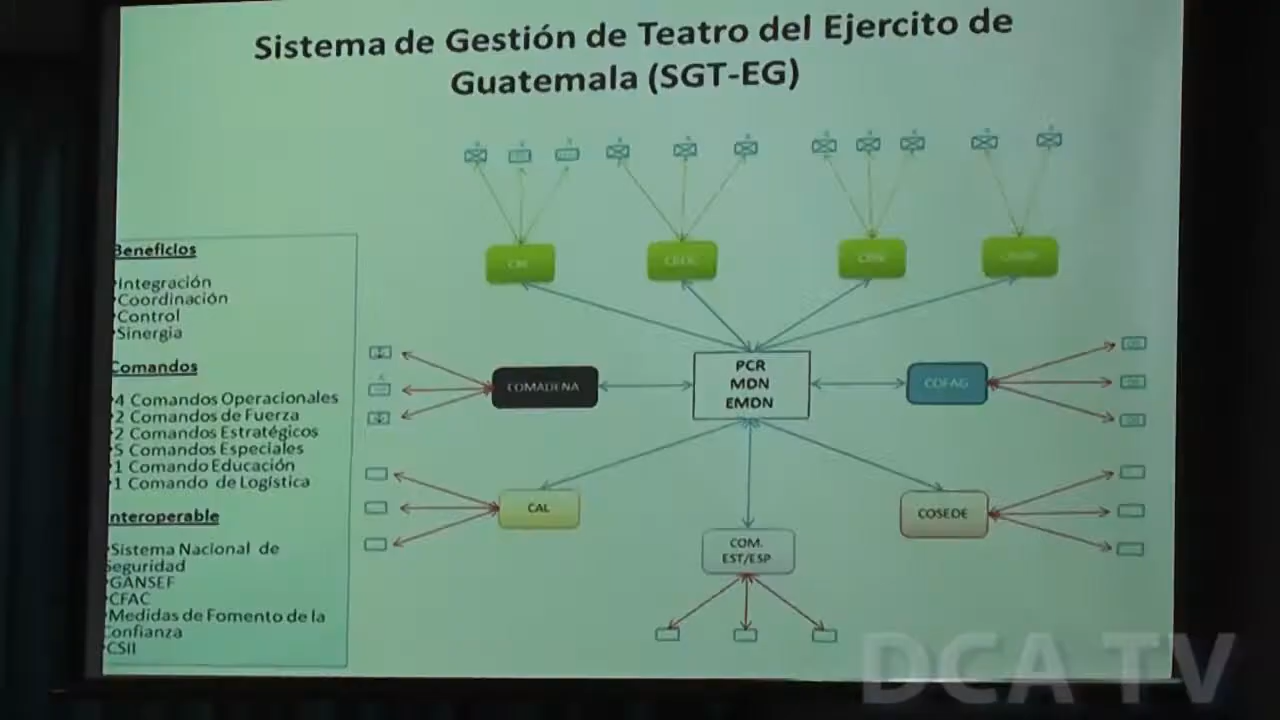 Sistema de Gestión de Teatro del Ejercito de
Guatemala (SGT-EG)
Beneficios
Integración
Coordinación
Control
Sinergia
Comandos
4 Comandos Operacionales
2 Comandos de Fuerza
2 Comandos Estratégicos
5 Comandos Especiales
1 Comando Educación
1 Comando de Logística
nteroperable
Sistema Nacional de
Seguridad
GANSEF
CFAC
Medidas de Fomento de la
Confianza
CSII
COMADENA
PCR
MDN
EMDN
COFAG
CAL
COSEDE
COM.
EST/ESP
DCA TV